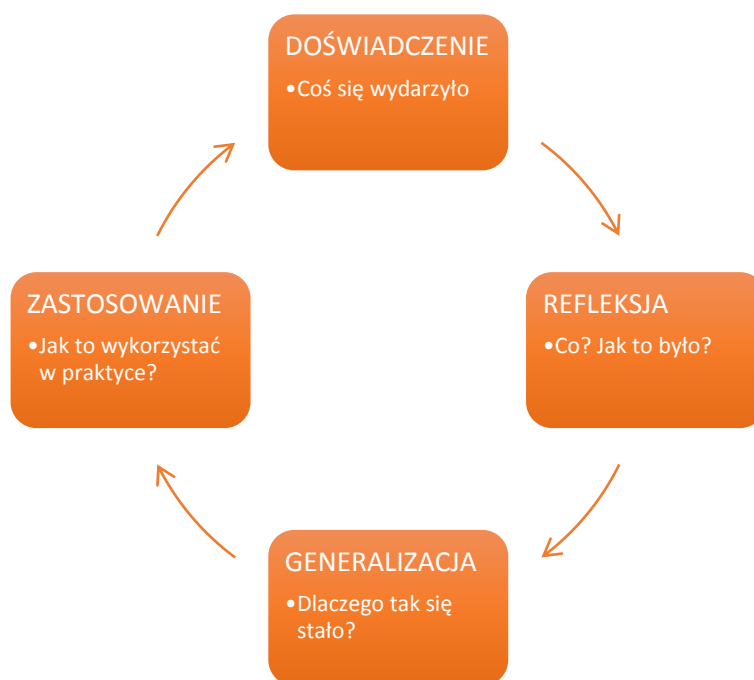 DOŚWIADCZENIE
•Coś się wydarzyło
REFLEKSJA
•Co? Jak to było?
GENERALIZACJA
•Dlaczego tak się
stało?
ZASTOSOWANIE
•Jak to wykorzystać
w praktyce?